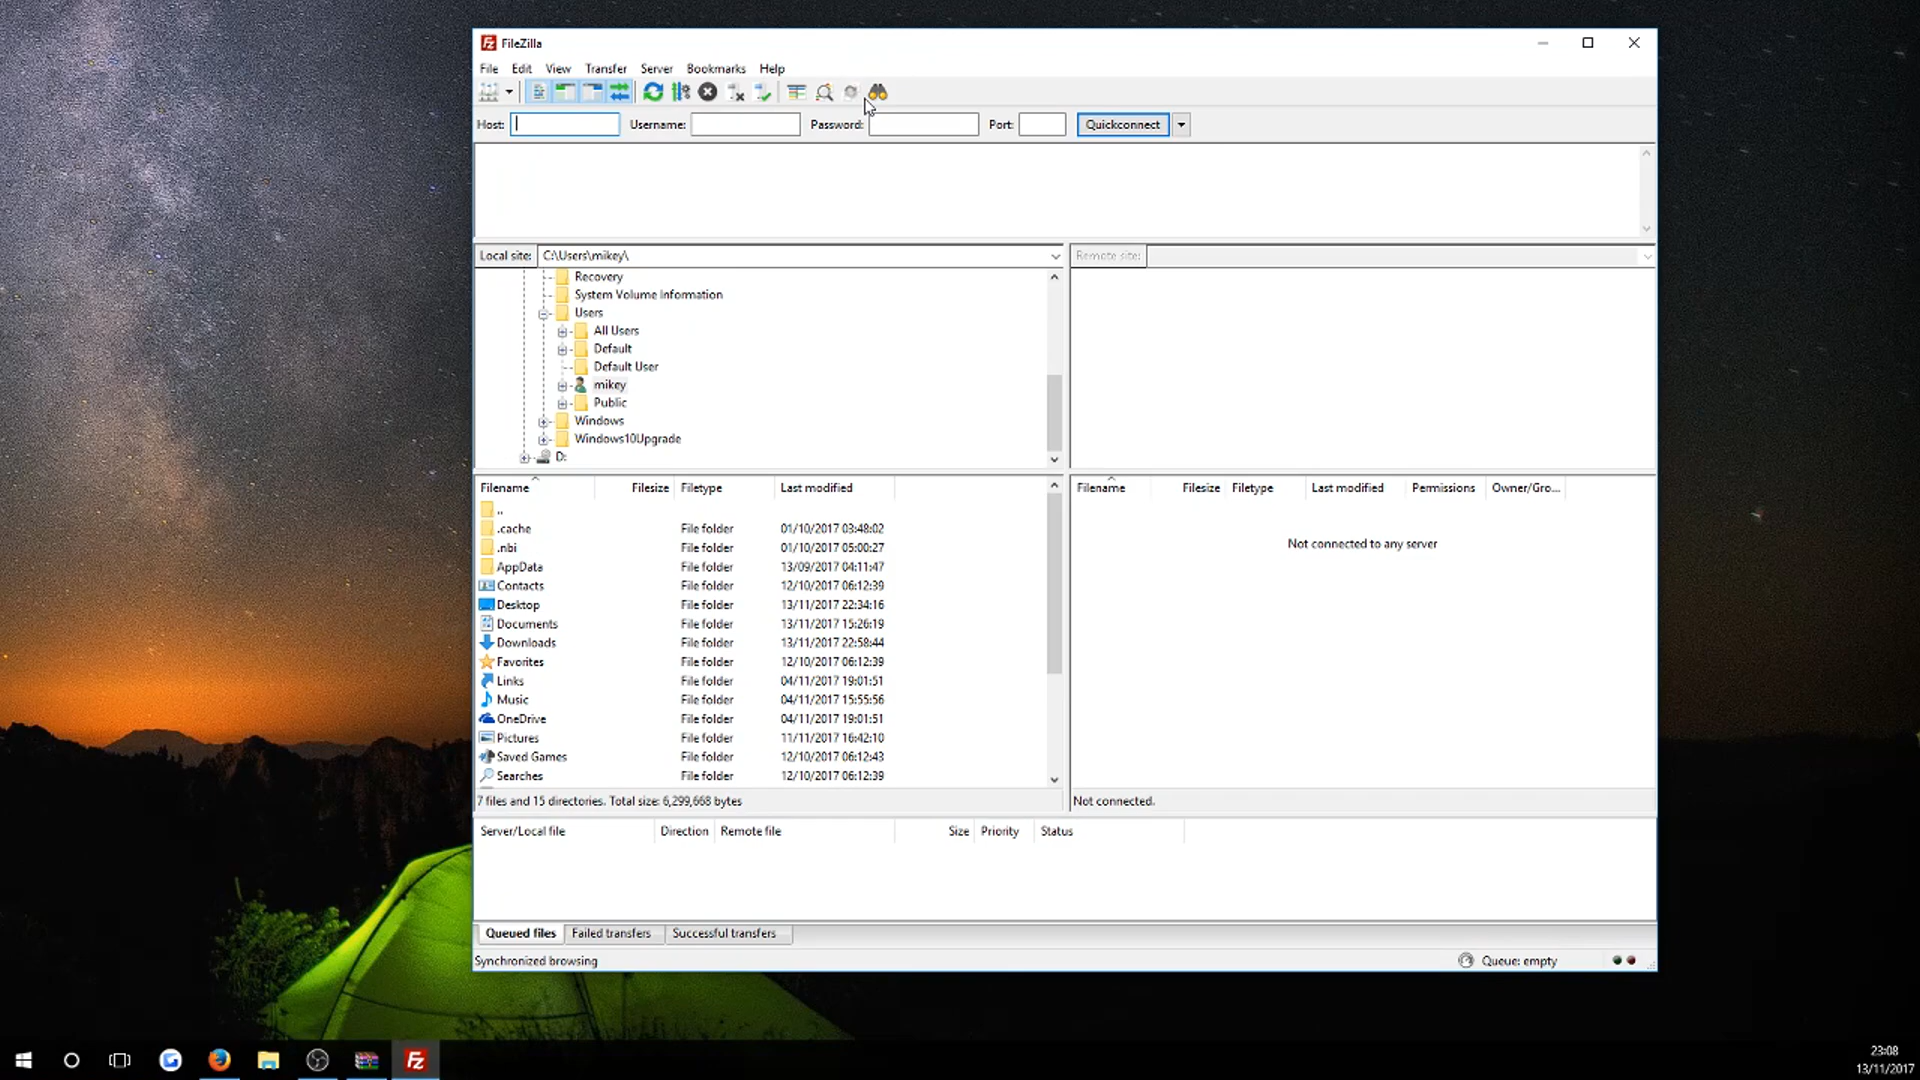 FileZilla
File Edit View Transfer Server Bookmarks Help
Host: Username: Password: Port: Quickconnect
Local site: C:\Users\mikey\
Remote site:
Recovery
System Volume Information
Users
All Users
Default
Default User
mikey
Public
Windows
Windows10Upgrade
D:
Filename Filesize Filetype Last modified
..
.cache File folder 01/10/2017 03:48:02
.nbi File folder 01/10/2017 05:00:27
AppData File folder 13/09/2017 04:11:47
Contacts File folder 12/10/2017 06:12:39
Desktop File folder 13/11/2017 22:34:16
Documents File folder 13/11/2017 15:26:19
Downloads File folder 13/11/2017 22:58:44
Favorites File folder 12/10/2017 06:12:39
Links File folder 04/11/2017 19:01:51
Music File folder 04/11/2017 15:55:56
OneDrive File folder 04/11/2017 19:01:51
Pictures File folder 11/11/2017 16:42:10
Saved Games File folder 12/10/2017 06:12:43
Searches File folder 12/10/2017 06:12:39
7 files and 15 directories. Total size: 6,299,668 bytes
Filename Filesize Filetype Last modified Permissions Owner/Gro...
Not connected to any server
Not connected.
Server/Local file Direction Remote file Size Priority Status
Queued files Failed transfers Successful transfers
Synchronized browsing
Queue: empty
23:08
13/11/2017